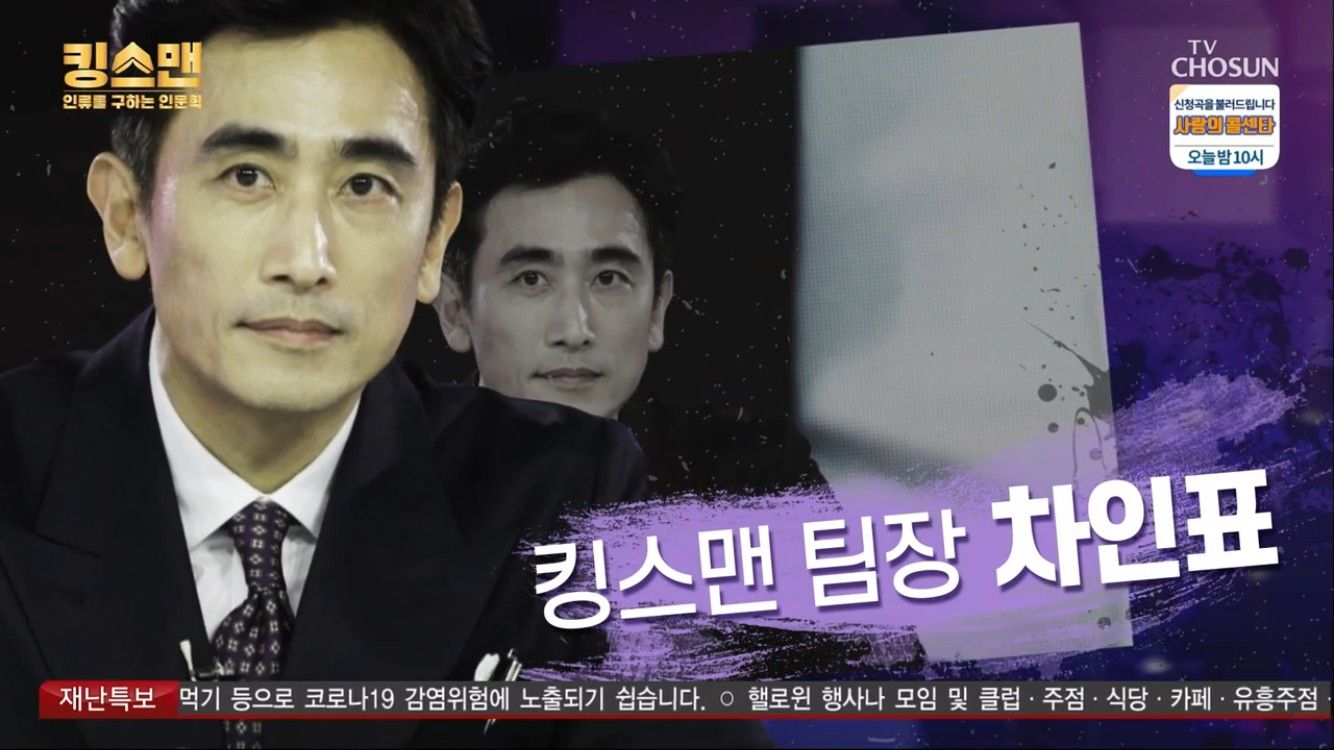 킹스맨
인류를 구하는 인문학
TV
CHOSUN
신청곡을 불러드립니다
사랑의 콜센타
오늘 밤 10시
킹스맨 팀장 차인표
재난특보 먹기 등으로 코로나19 감염위험에 노출되기 쉽습니다. ○ 핼로윈 행사나 모임 및 클럽·주점·식당·카페·유흥주점·